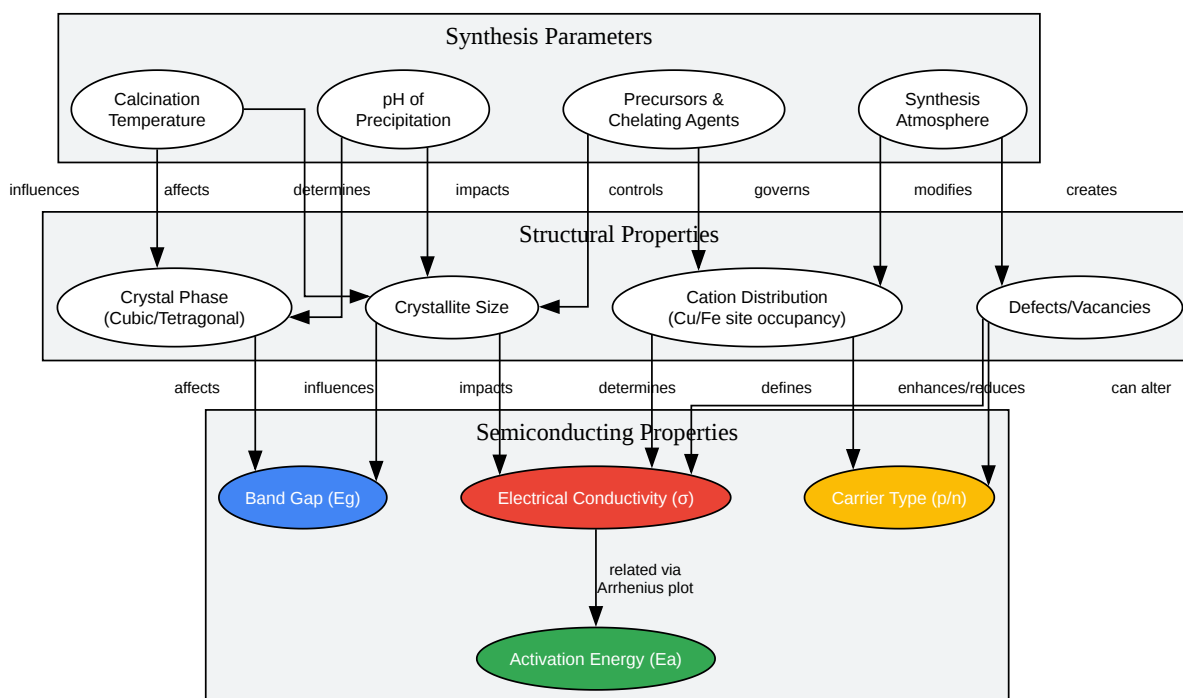 Synthesis Parameters
Calcination
Temperature
pH of
Precipitation
Precursors &
Chelating Agents
Synthesis
Atmosphere
influences
affects
determines
impacts
controls
governs
modifies
creates
Structural Properties
Crystal Phase
(Cubic/Tetragonal)
Crystallite Size
Cation Distribution
(Cu/Fe site occupancy)
Defects/Vacancies
affects
influences
impacts
determines
defines
enhances/reduces
can alter
Semiconducting Properties
Band Gap (Eg)
Electrical Conductivity (σ)
Carrier Type (p/n)
related via
Arrhenius plot
Activation Energy (Ea)